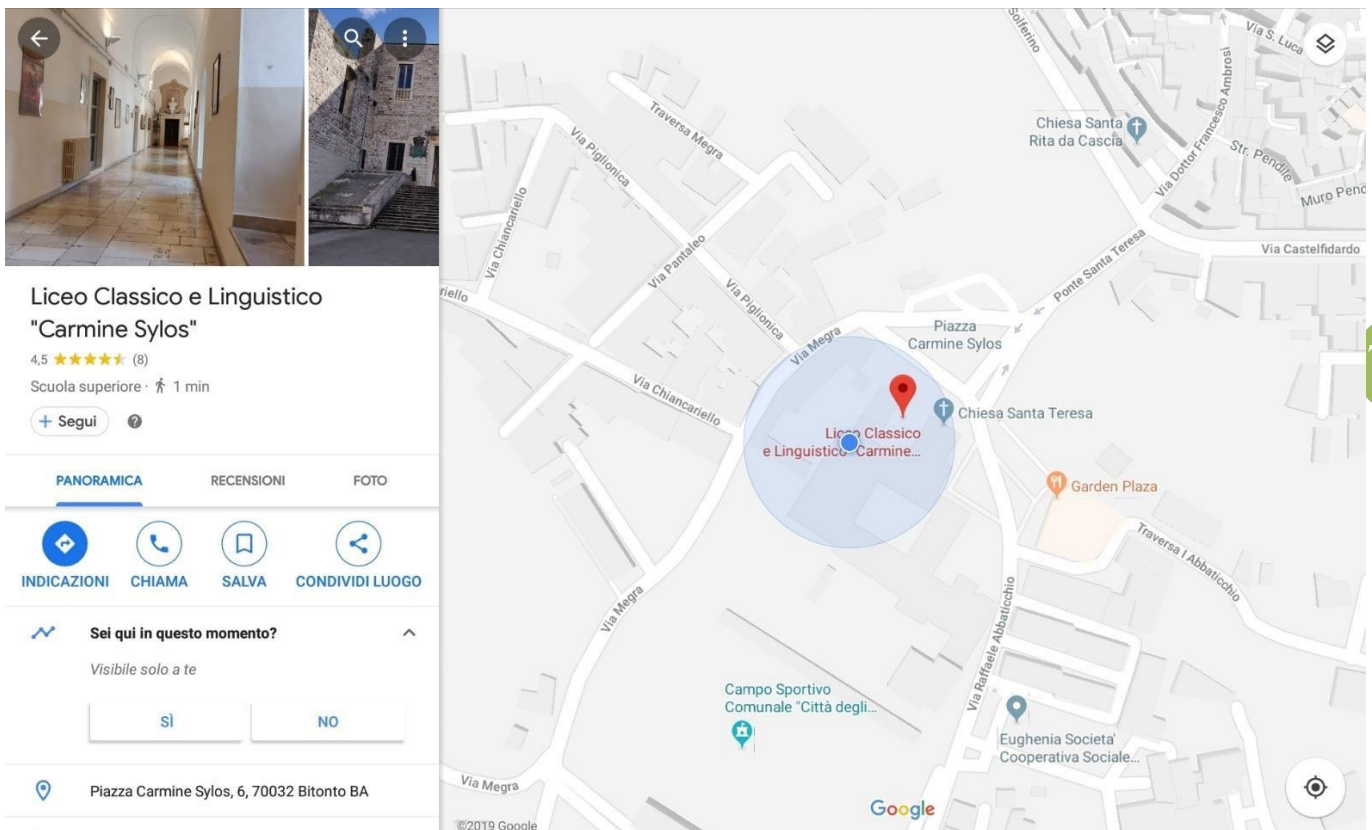 Liceo Classico e Linguistico
"Carmine Sylos"
4,5 (8)
Scuola superiore · 1 min
+ Segui
PANORAMICA RECENSIONI FOTO
INDICAZIONI CHIAMA SALVA CONDIVIDI LUOGO
Sei qui in questo momento?
Visibile solo a te
SÌ NO
Piazza Carmine Sylos, 6, 70032 Bitonto BA
Solferino
Via S. Luca
Chiesa Santa
Rita da Cascia
Via Dottor Francesco Ambrosi
Str. Pendile
Muro Pend
Via Castelfidardo
Traversa Megra
Via Piglionica
Via Chiancariello
Via Pantaleo
Ponte Santa Teresa
riello
Via Piglionica
Via Megra
Piazza
Carmine Sylos
Via Chiancariello
Chiesa Santa Teresa
Liceo Classico
e Linguistico "Carmine...
Garden Plaza
Traversa I Abbaticchio
Via Megra
Via Raffaele Abbaticchio
Campo Sportivo
Comunale "Città degli...
Eughenia Societa'
Cooperativa Sociale...
Via Megra
Google
©2019 Google